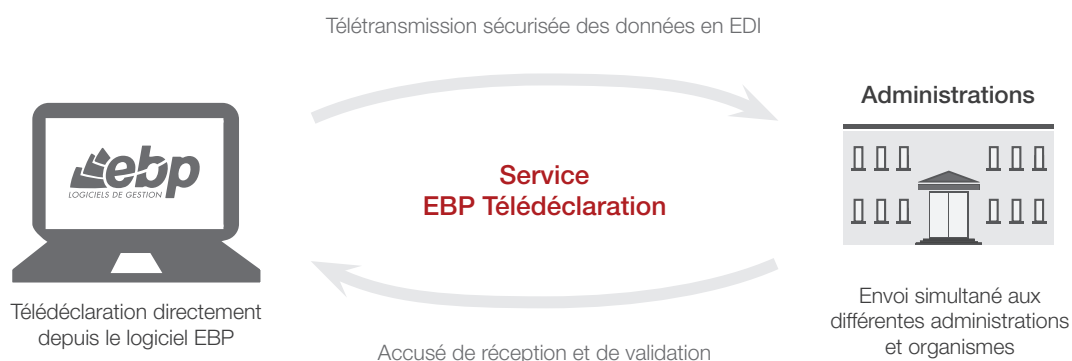 Télétransmission sécurisée des données en EDI
Administrations
ebp
LOGICIELS DE GESTION
Service
EBP Télédéclaration
Télédéclaration directement
depuis le logiciel EBP
Envoi simultané aux
différentes administrations
et organismes
Accusé de réception et de validation